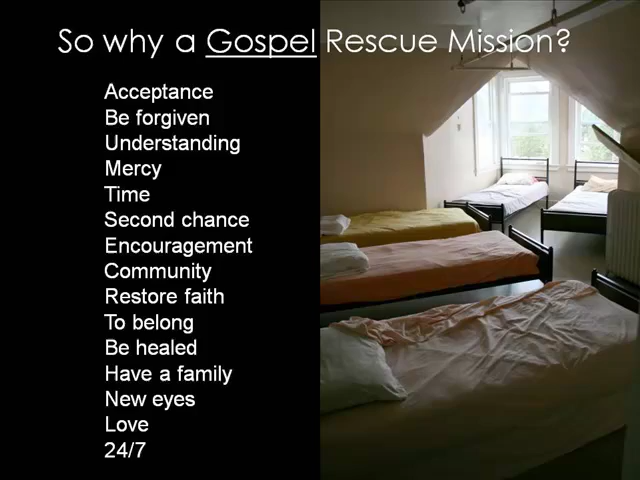 So why a Gospel Rescue Mission?
Acceptance
Be forgiven
Understanding
Mercy
Time
Second chance
Encouragement
Community
Restore faith
To belong
Be healed
Have a family
New eyes
Love
24/7